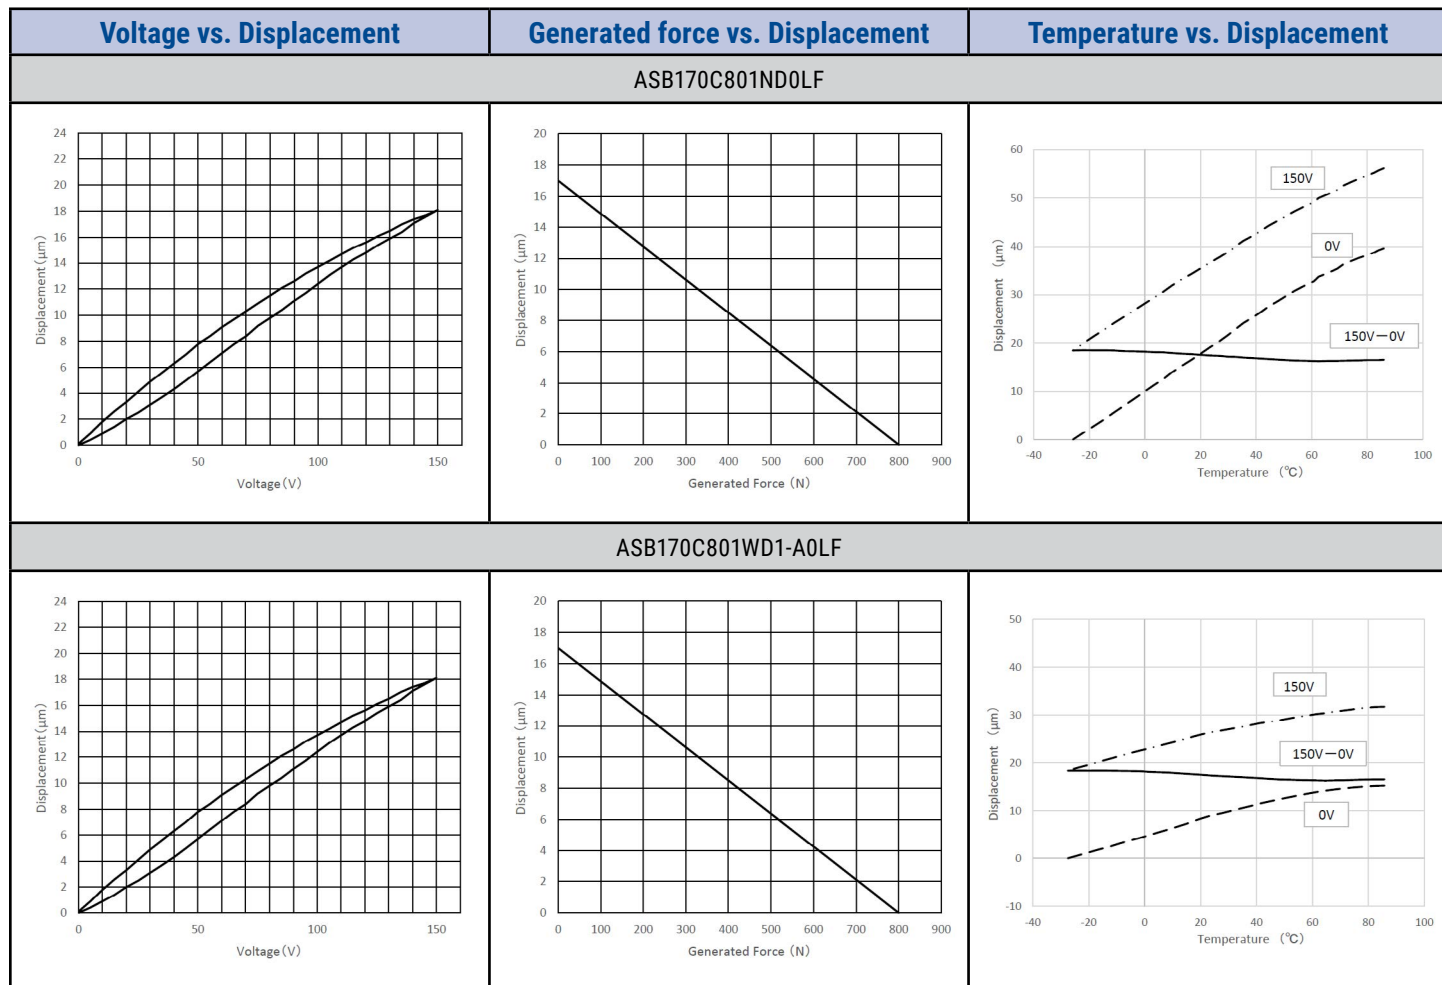 Voltage vs. Displacement
Generated force vs. Displacement
Temperature vs. Displacement
ASB170C801ND0LF
24
22
20
18
16
14
12
10
8
6
4
2
0
Displacement(μm)
0 50 100 150
Voltage(V)
20
18
16
14
12
10
8
6
4
2
0
Displacement (μm)
0 100 200 300 400 500 600 700 800 900
Generated Force (N)
60
50
40
30
20
10
0
Displacement (μm)
150V
0V
150V－0V
-40 -20 0 20 40 60 80 100
Temperature (℃)
ASB170C801WD1-A0LF
24
22
20
18
16
14
12
10
8
6
4
2
0
Displacement(μm)
0 50 100 150
Voltage(V)
20
18
16
14
12
10
8
6
4
2
0
Displacement (μm)
0 100 200 300 400 500 600 700 800 900
Generated Force (N)
50
40
30
20
10
0
-10
Displacement (μm)
150V
150V－0V
0V
-40 -20 0 20 40 60 80 100
Temperature (℃)